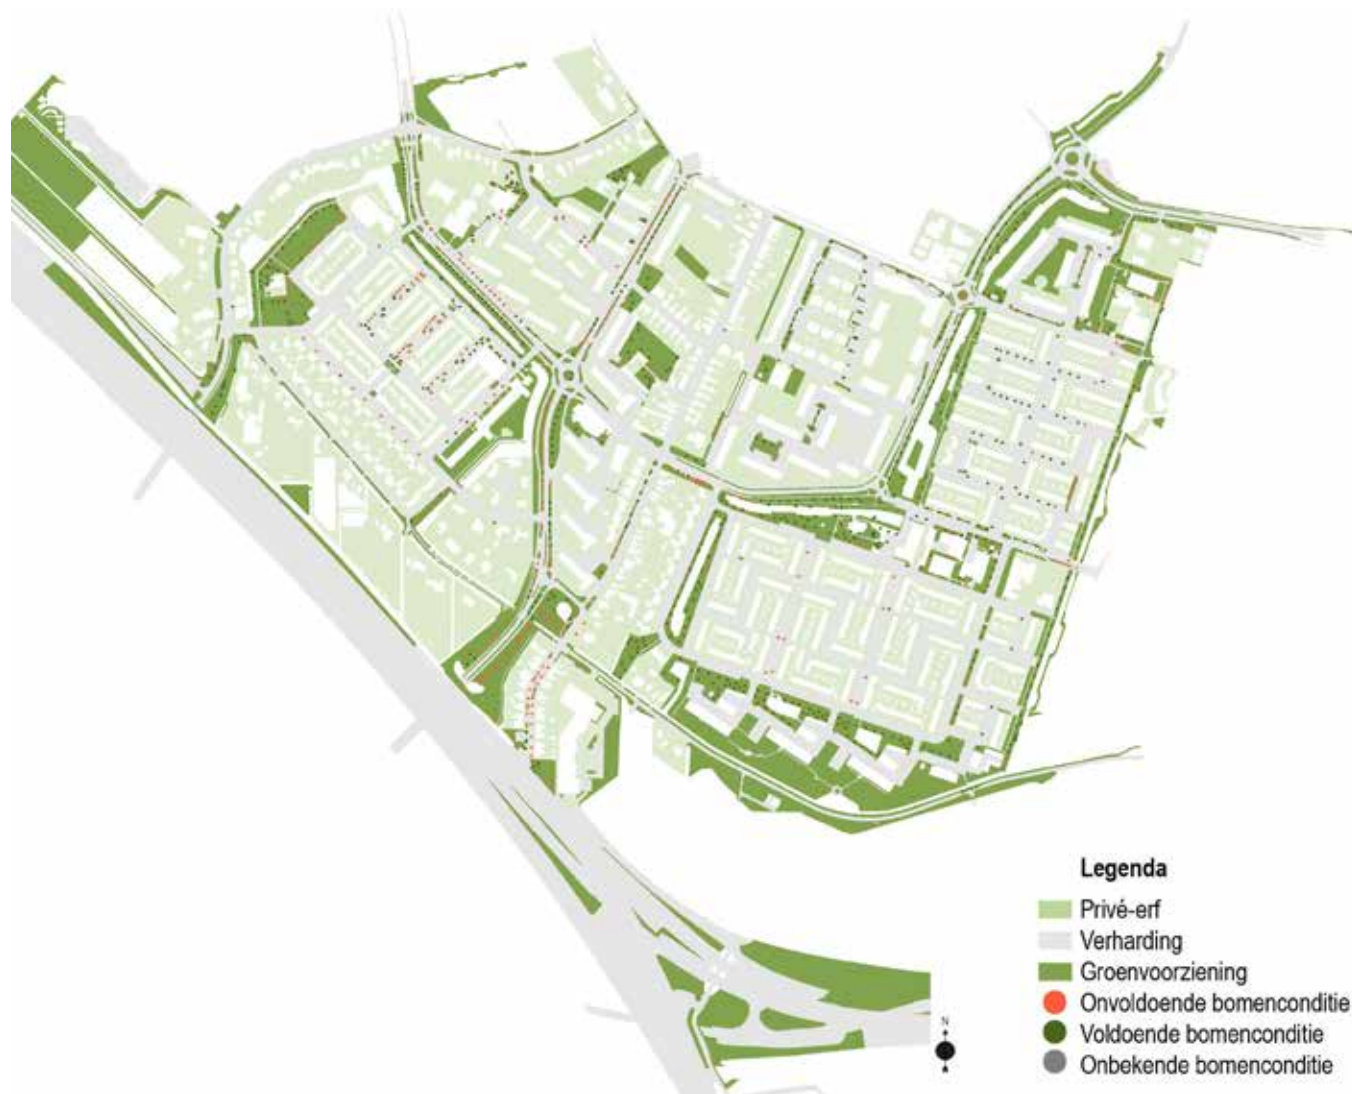 Legenda
Privé-erf
Verharding
Groenvoorziening
Onvoldoende bomenconditie
Voldoende bomenconditie
Onbekende bomenconditie
N